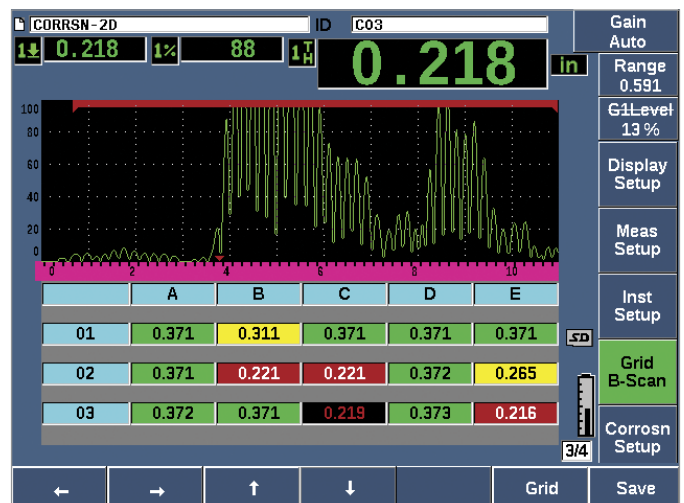 CORRSN-2D ID C03
Gain
Auto
1 0.218 1% 88 1TH 0.218 in
Range
0.591
G1Level
13 %
Display
Setup
Meas
Setup
Inst
Setup
Grid
B-Scan
Corrosn
Setup
100
80
60
40
20
0
0 2 4 6 8 10
A B C D E
01 0.371 0.311 0.371 0.371 0.371
SD
02 0.371 0.221 0.221 0.372 0.265
03 0.372 0.371 0.219 0.373 0.216
3/4
← → ↑ ↓ Grid Save